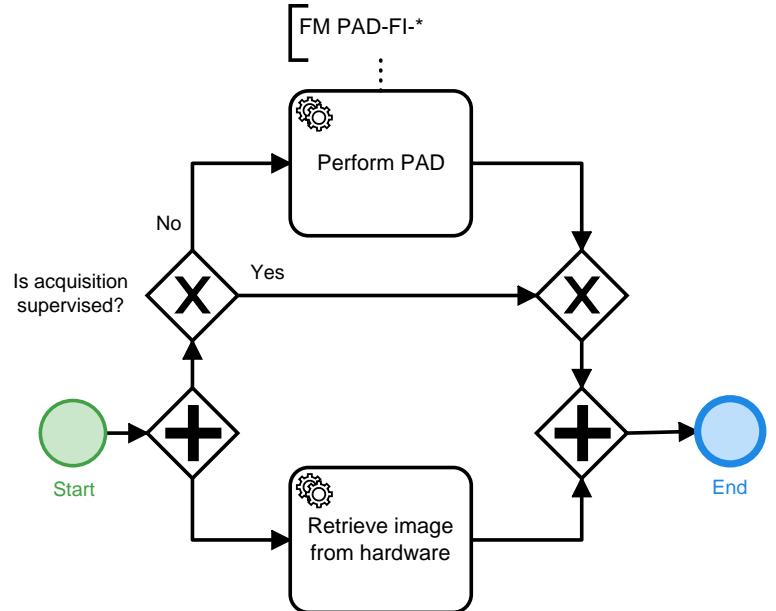 FM PAD-FI-*
Perform PAD
No
Yes
Is acquisition
supervised?
Start
End
Retrieve image
from hardware